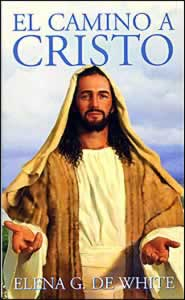 EL CAMINO A
CRISTO
ELENA G. DE WHITE